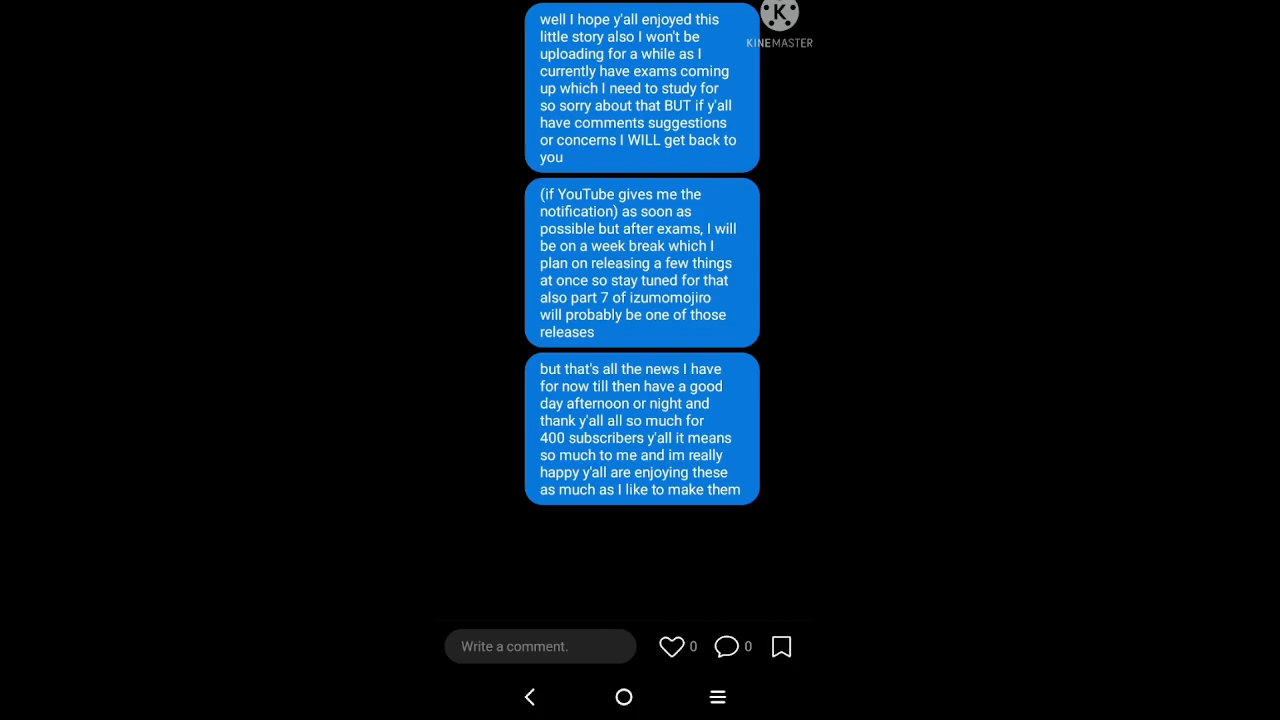 well I hope y'all enjoyed this
little story also I won't be
uploading for a while as I
currently have exams coming
up which I need to study for
so sorry about that BUT if y'all
have comments suggestions
or concerns I WILL get back to
you
K
KINEMASTER
(if YouTube gives me the
notification) as soon as
possible but after exams, I will
be on a week break which I
plan on releasing a few things
at once so stay tuned for that
also part 7 of izumomojiro
will probably be one of those
releases
but that's all the news I have
for now till then have a good
day afternoon or night and
thank y'all all so much for
400 subscribers y'all it means
so much to me and im really
happy y'all are enjoying these
as much as I like to make them
Write a comment.
0
0